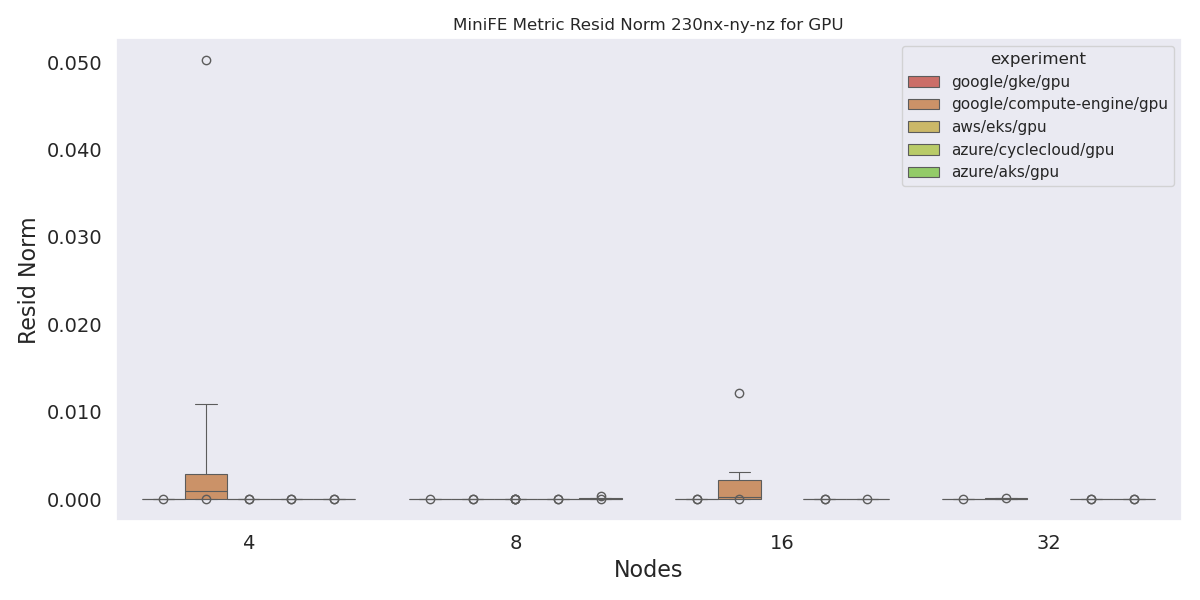 MiniFE Metric Resid Norm 230nx-ny-nz for GPU
experiment
google/gke/gpu
google/compute-engine/gpu
aws/eks/gpu
azure/cyclecloud/gpu
azure/aks/gpu
Resid Norm
0.050
0.040
0.030
0.020
0.010
0.000
4
8
16
32
Nodes